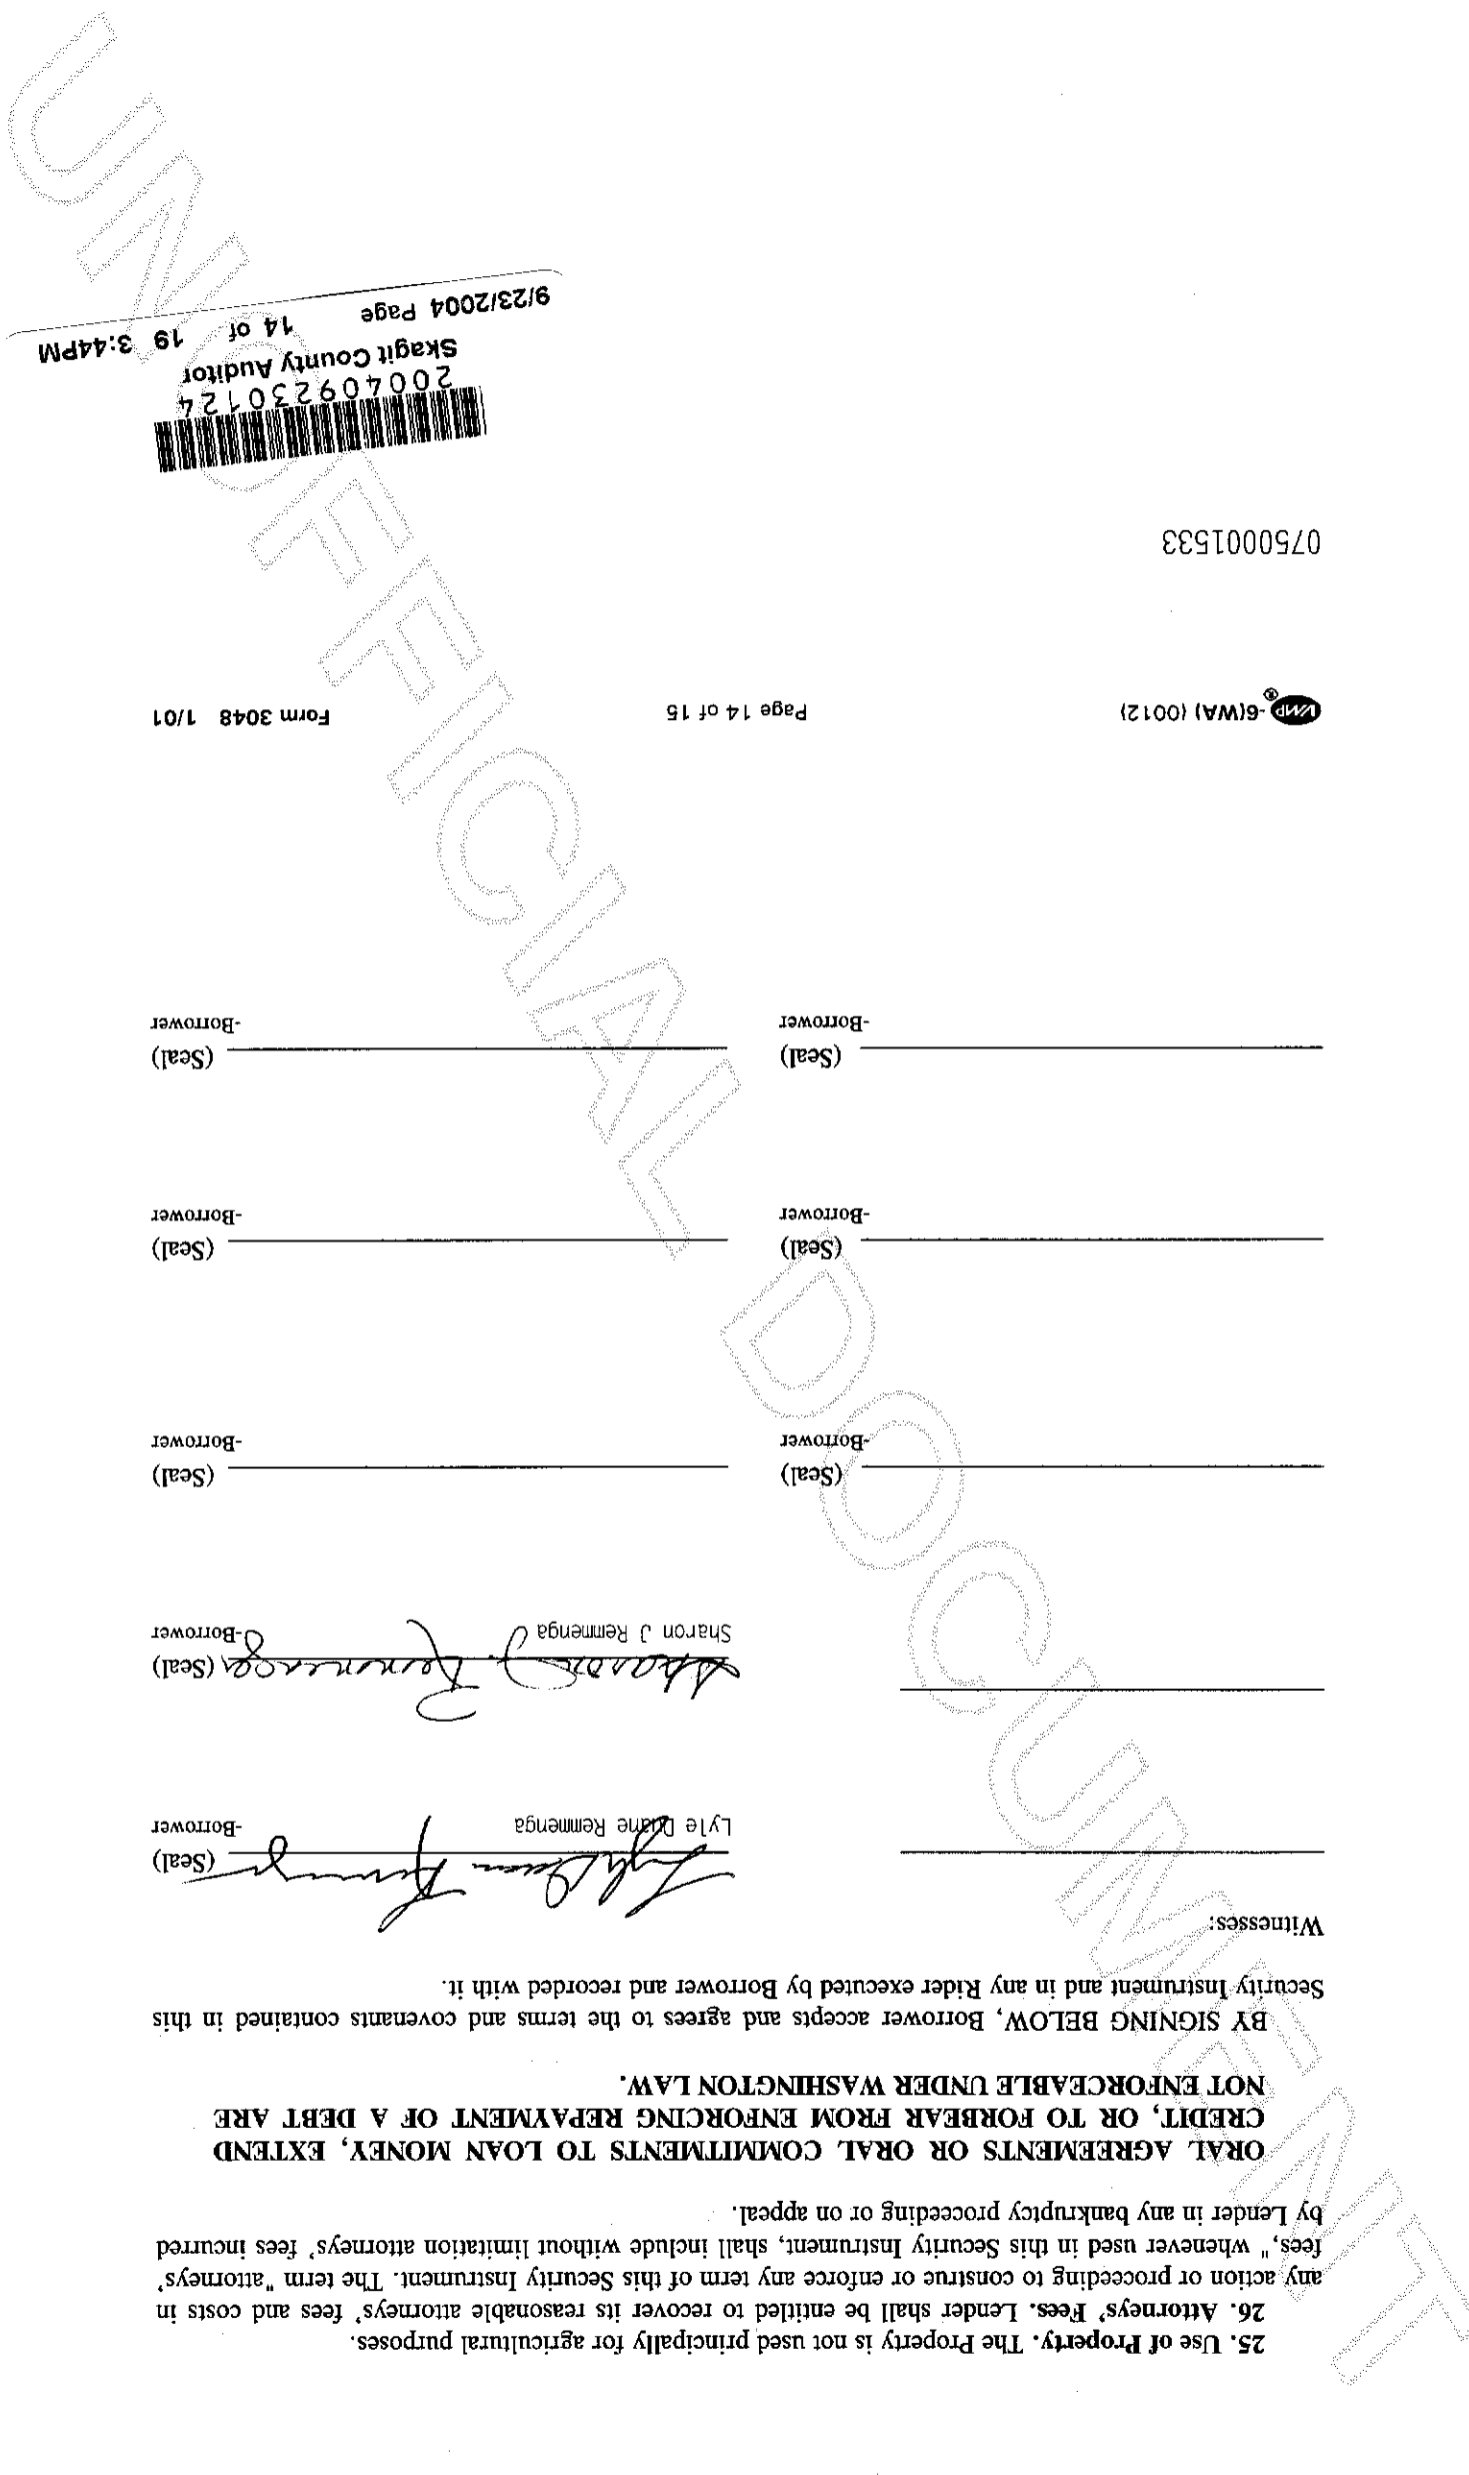 25. Use of Property. The Property is not used principally for agricultural purposes.
26. Attorneys' Fees. Lender shall be entitled to recover its reasonable attorneys' fees and costs in
any action or proceeding to construe or enforce any term of this Security Instrument. The term "attorneys'
fees," whenever used in this Security Instrument, shall include without limitation attorneys' fees incurred
by Lender in any bankruptcy proceeding or on appeal.
ORAL AGREEMENTS OR ORAL COMMITMENTS TO LOAN MONEY, EXTEND
CREDIT, OR TO FORBEAR FROM ENFORCING REPAYMENT OF A DEBT ARE
NOT ENFORCEABLE UNDER WASHINGTON LAW.
BY SIGNING BELOW, Borrower accepts and agrees to the terms and covenants contained in this
Security Instrument and in any Rider executed by Borrower and recorded with it.
Witnesses:
Lyle Duane Remmenga (Seal)
Lyle Duane Remmenga -Borrower
Sharon J. Remmenga (Seal)
Sharon J Remmenga -Borrower
(Seal) (Seal)
-Borrower -Borrower
(Seal) (Seal)
-Borrower -Borrower
(Seal) (Seal)
-Borrower -Borrower
VMP®-6(WA) (0012) Page 14 of 15 Form 3048 1/01
0750001533
200409230124
Skagit County Auditor
9/23/2004 Page 14 of 19 3:44PM
UNOFFICIAL DOCUMENT